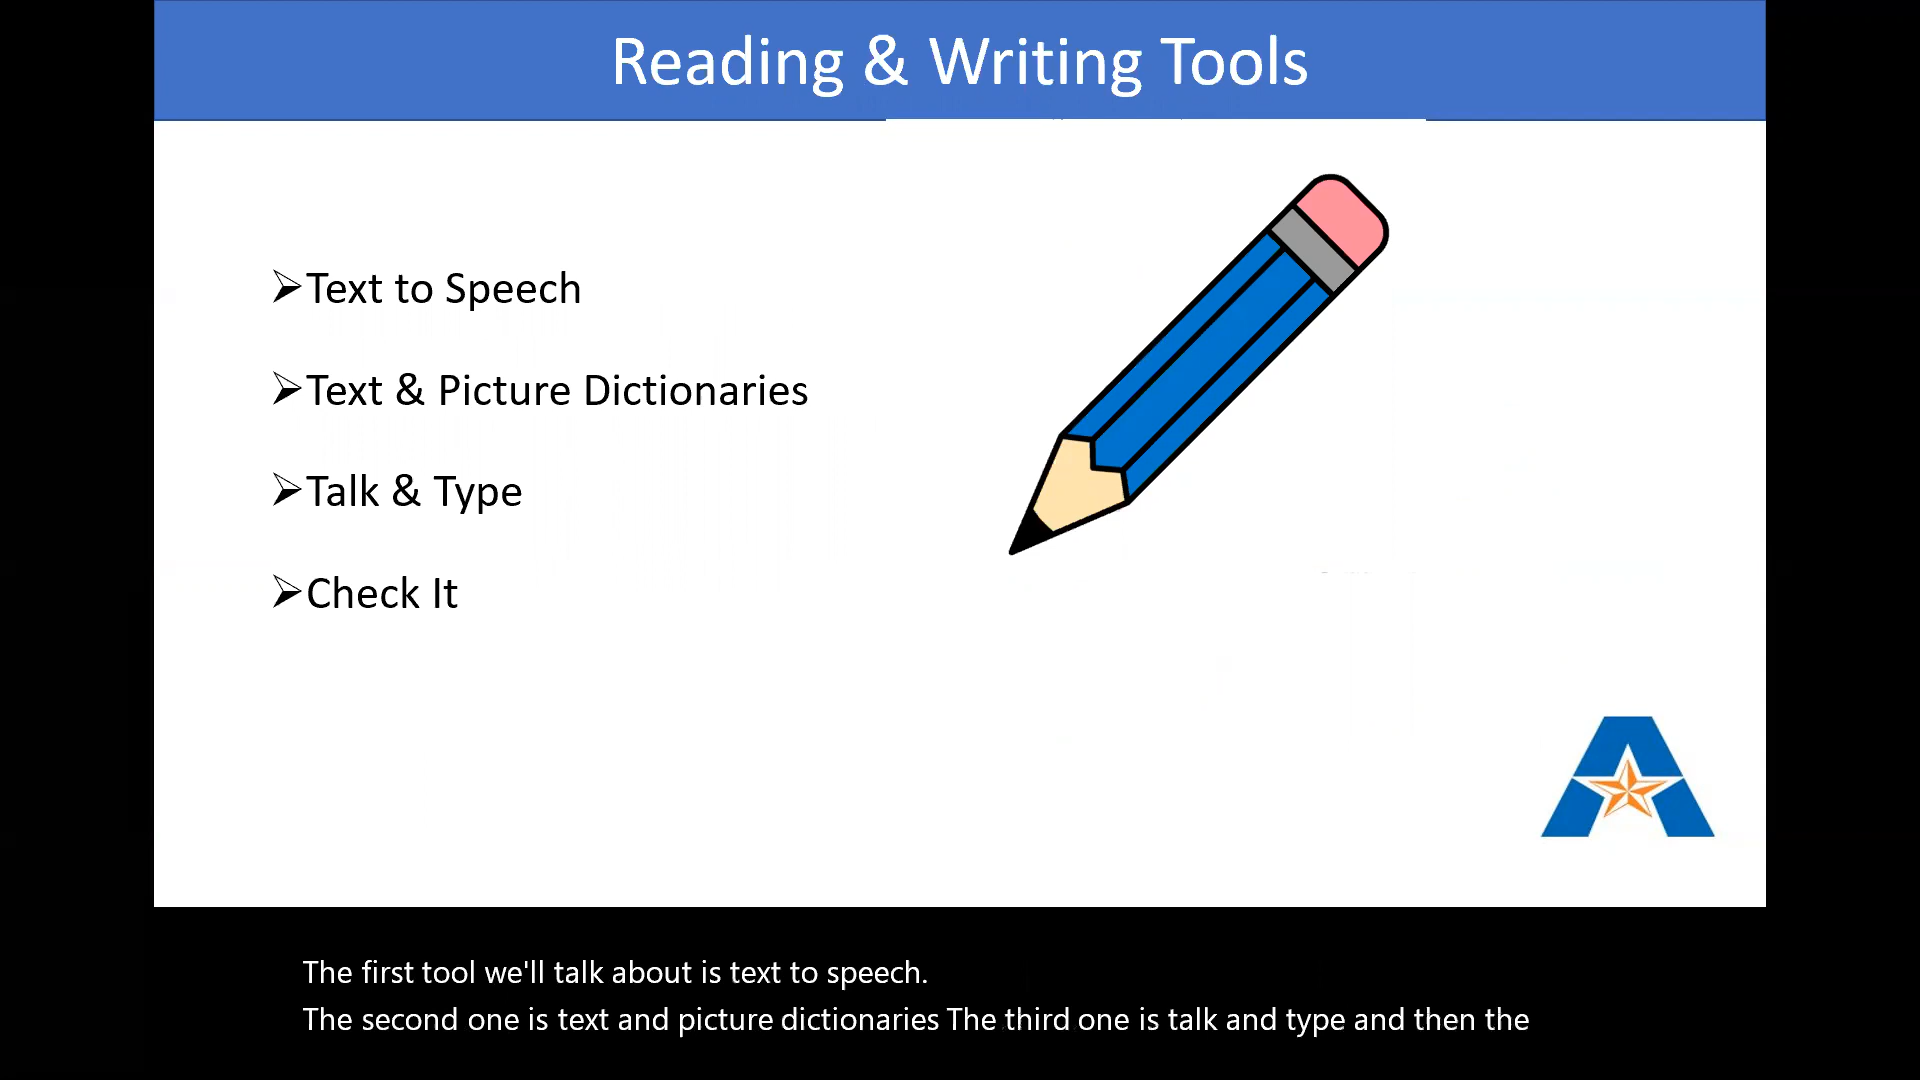 Reading & Writing Tools
➢Text to Speech
➢Text & Picture Dictionaries
➢Talk & Type
➢Check It
The first tool we'll talk about is text to speech.
The second one is text and picture dictionaries The third one is talk and type and then the